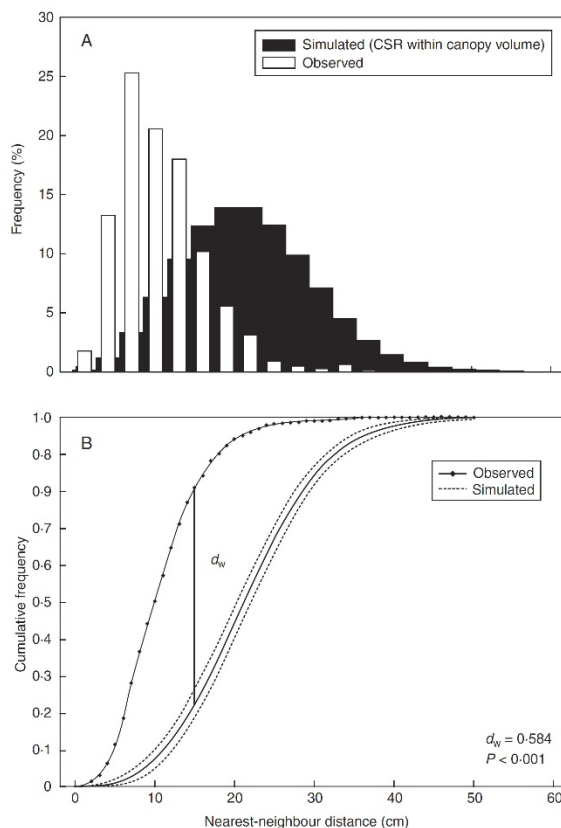 30
A
Simulated (CSR within canopy volume)
Observed
25
20
15
10
5
0
Frequency (%)
1·0
B
0·8
0·9
0·7
0·6
0·5
0·4
0·3
0·2
0·1
0
Cumulative frequency
Observed
Simulated
dw
dw = 0·584
P < 0·001
0 10 20 30 40 50 60
Nearest-neighbour distance (cm)